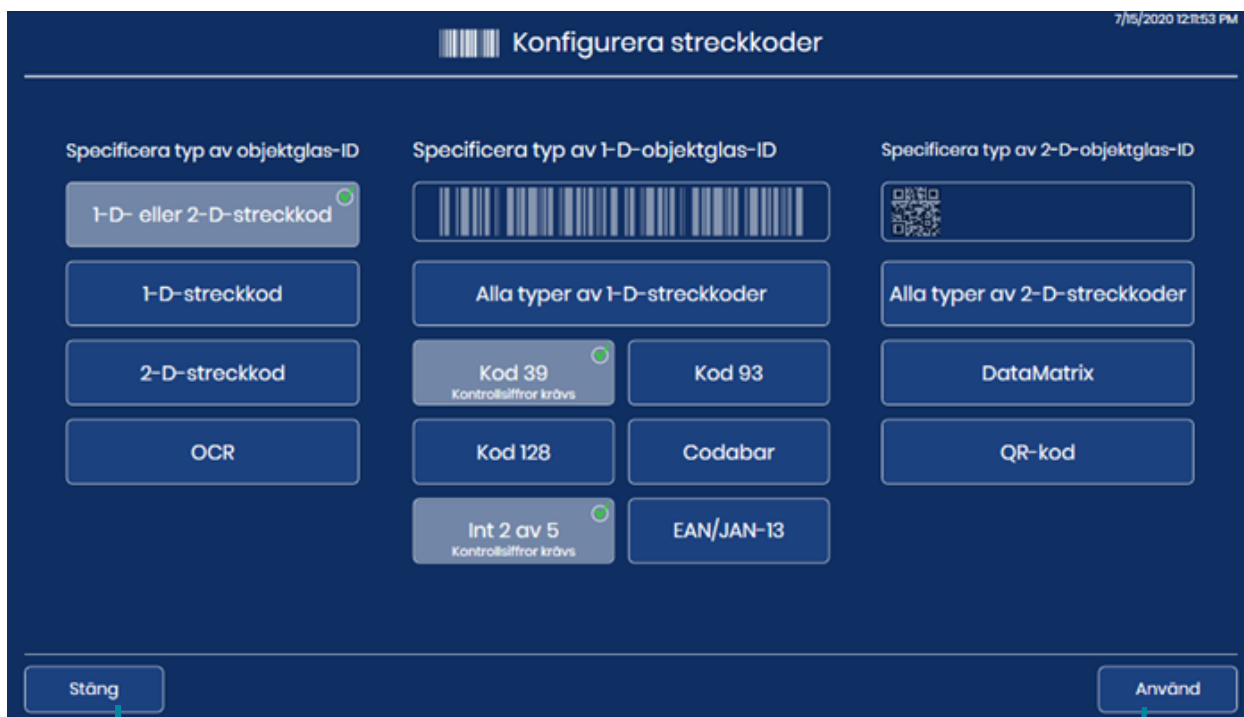 7/15/2020 12:11:53 PM
Konfigurera streckkoder
Specificera typ av objektglas-ID
1-D- eller 2-D-streckkod
1-D-streckkod
2-D-streckkod
OCR
Specificera typ av 1-D-objektglas-ID
Alla typer av 1-D-streckkoder
Kod 39
Kontrollsiffror krävs
Kod 93
Kod 128
Codabar
Int 2 av 5
Kontrollsiffror krävs
EAN/JAN-13
Specificera typ av 2-D-objektglas-ID
Alla typer av 2-D-streckkoder
DataMatrix
QR-kod
Stäng
Använd